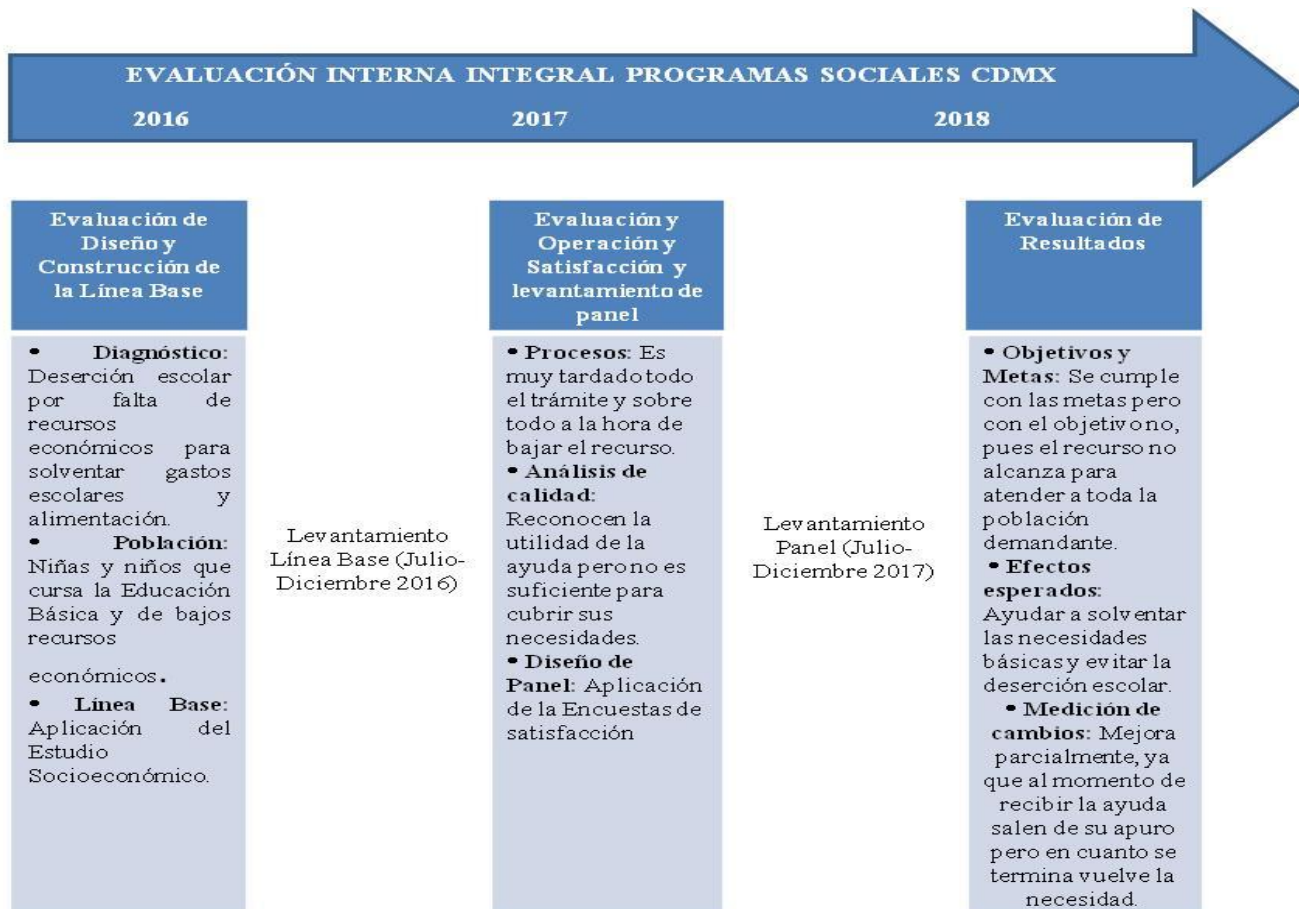 EVALUACIÓN INTERNA INTEGRAL PROGRAMAS SOCIALES CDMX
2016 2017 2018
Evaluación de
Diseño y
Construcción de
la Línea Base
• Diagnóstico:
Deserción escolar
por falta de
recursos
económicos para
solventar gastos
escolares y
alimentación.
• Población:
Niñas y niños que
cursa la Educación
Básica y de bajos
recursos
económicos.
• Línea Base:
Aplicación del
Estudio
Socioeconómico.
Levantamiento
Línea Base (Julio-
Diciembre 2016)
Evaluación y
Operación y
Satisfacción y
levantamiento de
panel
• Procesos: Es
muy tardado todo
el trámite y sobre
todo a la hora de
bajar el recurso.
• Análisis de
calidad:
Reconocen la
utilidad de la
ayuda pero no es
suficiente para
cubrir sus
necesidades.
• Diseño de
Panel: Aplicación
de la Encuestas de
satisfacción
Levantamiento
Panel (Julio-
Diciembre 2017)
Evaluación de
Resultados
• Objetivos y
Metas: Se cumple
con las metas pero
con el objetivo no,
pues el recurso no
alcanza para
atender a toda la
población
demandante.
• Efectos
esperados:
Ayudar a solventar
las necesidades
básicas y evitar la
deserción escolar.
• Medición de
cambios: Mejora
parcialmente, ya
que al momento de
recibir la ayuda
salen de su apuro
pero en cuanto se
termina vuelve la
necesidad.